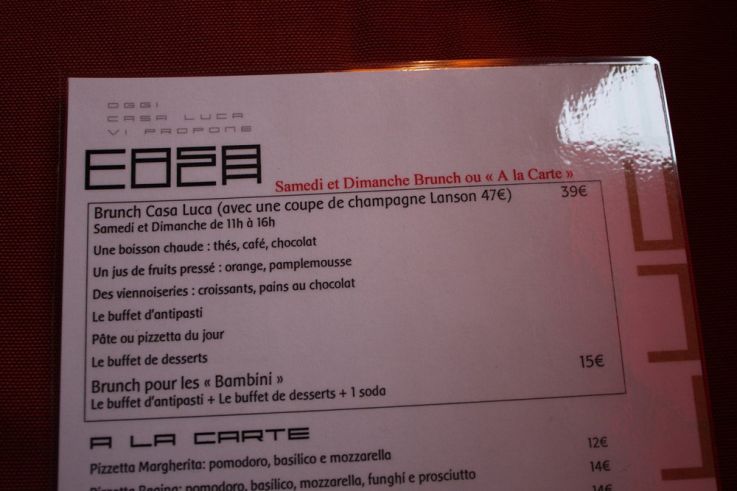 OGGI
CASA LUCA
VI PROPONE
CASA LUCA
Samedi et Dimanche Brunch ou « A la Carte »
Brunch Casa Luca (avec une coupe de champagne Lanson 47€) 39€
Samedi et Dimanche de 11h à 16h
Une boisson chaude : thés, café, chocolat
Un jus de fruits pressé : orange, pamplemousse
Des viennoiseries : croissants, pains au chocolat
Le buffet d'antipasti
Pâte ou pizzetta du jour
Le buffet de desserts
Brunch pour les « Bambini » 15€
Le buffet d'antipasti + Le buffet de desserts + 1 soda
A LA CARTE
Pizzetta Margherita: pomodoro, basilico e mozzarella 12€
Pizzetta Regina: pomodoro, basilico, mozzarella, funghi e prosciutto 14€
14€